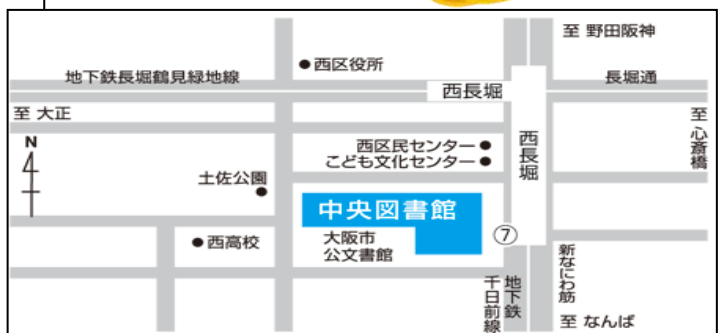 至 野田阪神
●西区役所
地下鉄長堀鶴見緑地線
長堀通
西長堀
至 大正
至 心斎橋
N
西区民センター●
こども文化センター●
西長堀
土佐公園
中央図書館
●西高校
大阪市
公文書館
⑦
新なにわ筋
地下鉄
千日前線
至 なんば